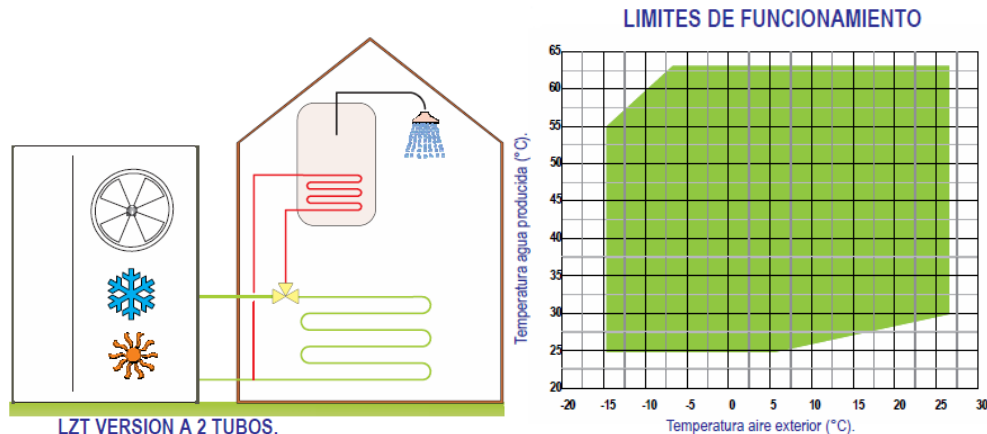 LIMITES DE FUNCIONAMIENTO
65
60
55
50
45
40
35
30
25
20
Temperatura agua producida (°C).
-20 -15 -10 -5 0 5 10 15 20 25 30
Temperatura aire exterior (°C).
LZT VERSION A 2 TUBOS.